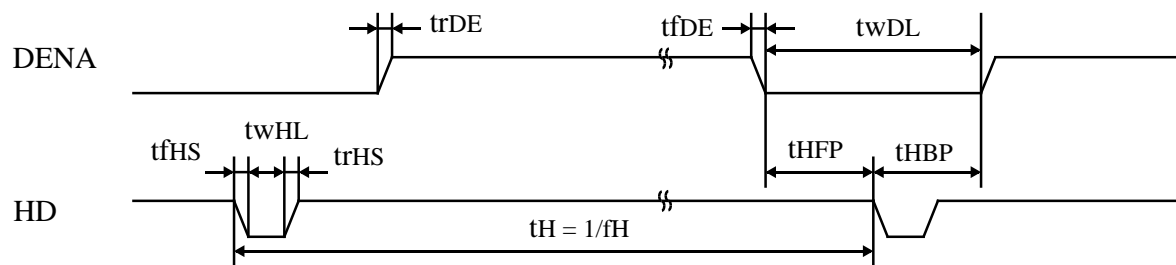 trDE
tfDE
twDL
DENA
twHL
tfHS
trHS
tHFP
tHBP
HD
tH = 1/fH